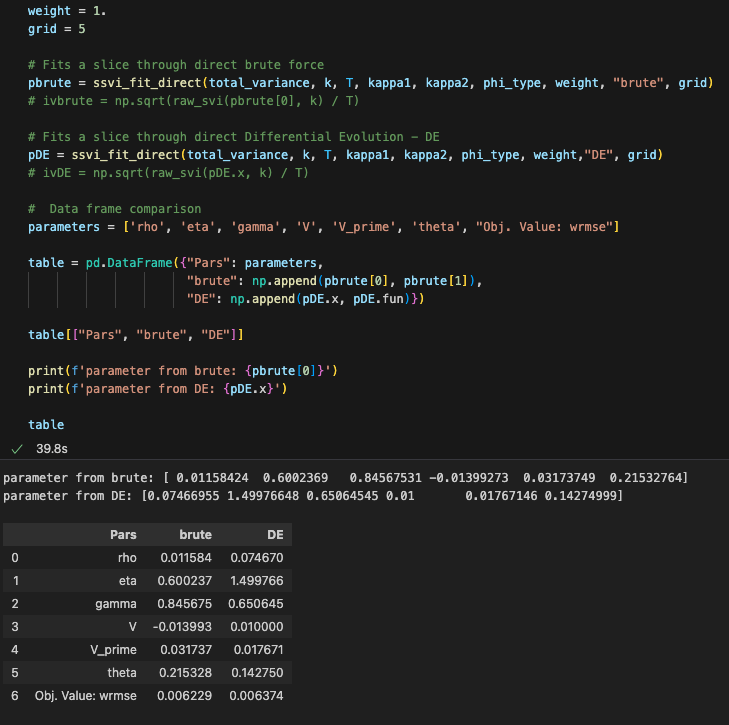 weight = 1.
grid = 5
# Fits a slice through direct brute force
pbrute = ssvi_fit_direct(total_variance, k, T, kappa1, kappa2, phi_type, weight, "brute", grid)
# ivbrute = np.sqrt(raw_svi(pbrute[0], k) / T)
# Fits a slice through direct Differential Evolution – DE
pDE = ssvi_fit_direct(total_variance, k, T, kappa1, kappa2, phi_type, weight,"DE", grid)
# ivDE = np.sqrt(raw_svi(pDE.x, k) / T)
#  Data frame comparison
parameters = ['rho', 'eta', 'gamma', 'V', 'V_prime', 'theta', "Obj. Value: wrmse"]
table = pd.DataFrame({"Pars": parameters,
"brute": np.append(pbrute[0], pbrute[1]),
"DE": np.append(pDE.x, pDE.fun)})
table[["Pars", "brute", "DE"]]
print(f'parameter from brute: {pbrute[0]}')
print(f'parameter from DE: {pDE.x}')
table
✓ 39.8s
parameter from brute: [ 0.01158424  0.6002369   0.84567531 -0.01399273  0.03173749  0.21532764]
parameter from DE: [0.07466955 1.49976648 0.65064545 0.01       0.01767146 0.14274999]
Pars brute DE
0 rho 0.011584 0.074670
1 eta 0.600237 1.499766
2 gamma 0.845675 0.650645
3 V -0.013993 0.010000
4 V_prime 0.031737 0.017671
5 theta 0.215328 0.142750
6 Obj. Value: wrmse 0.006229 0.006374